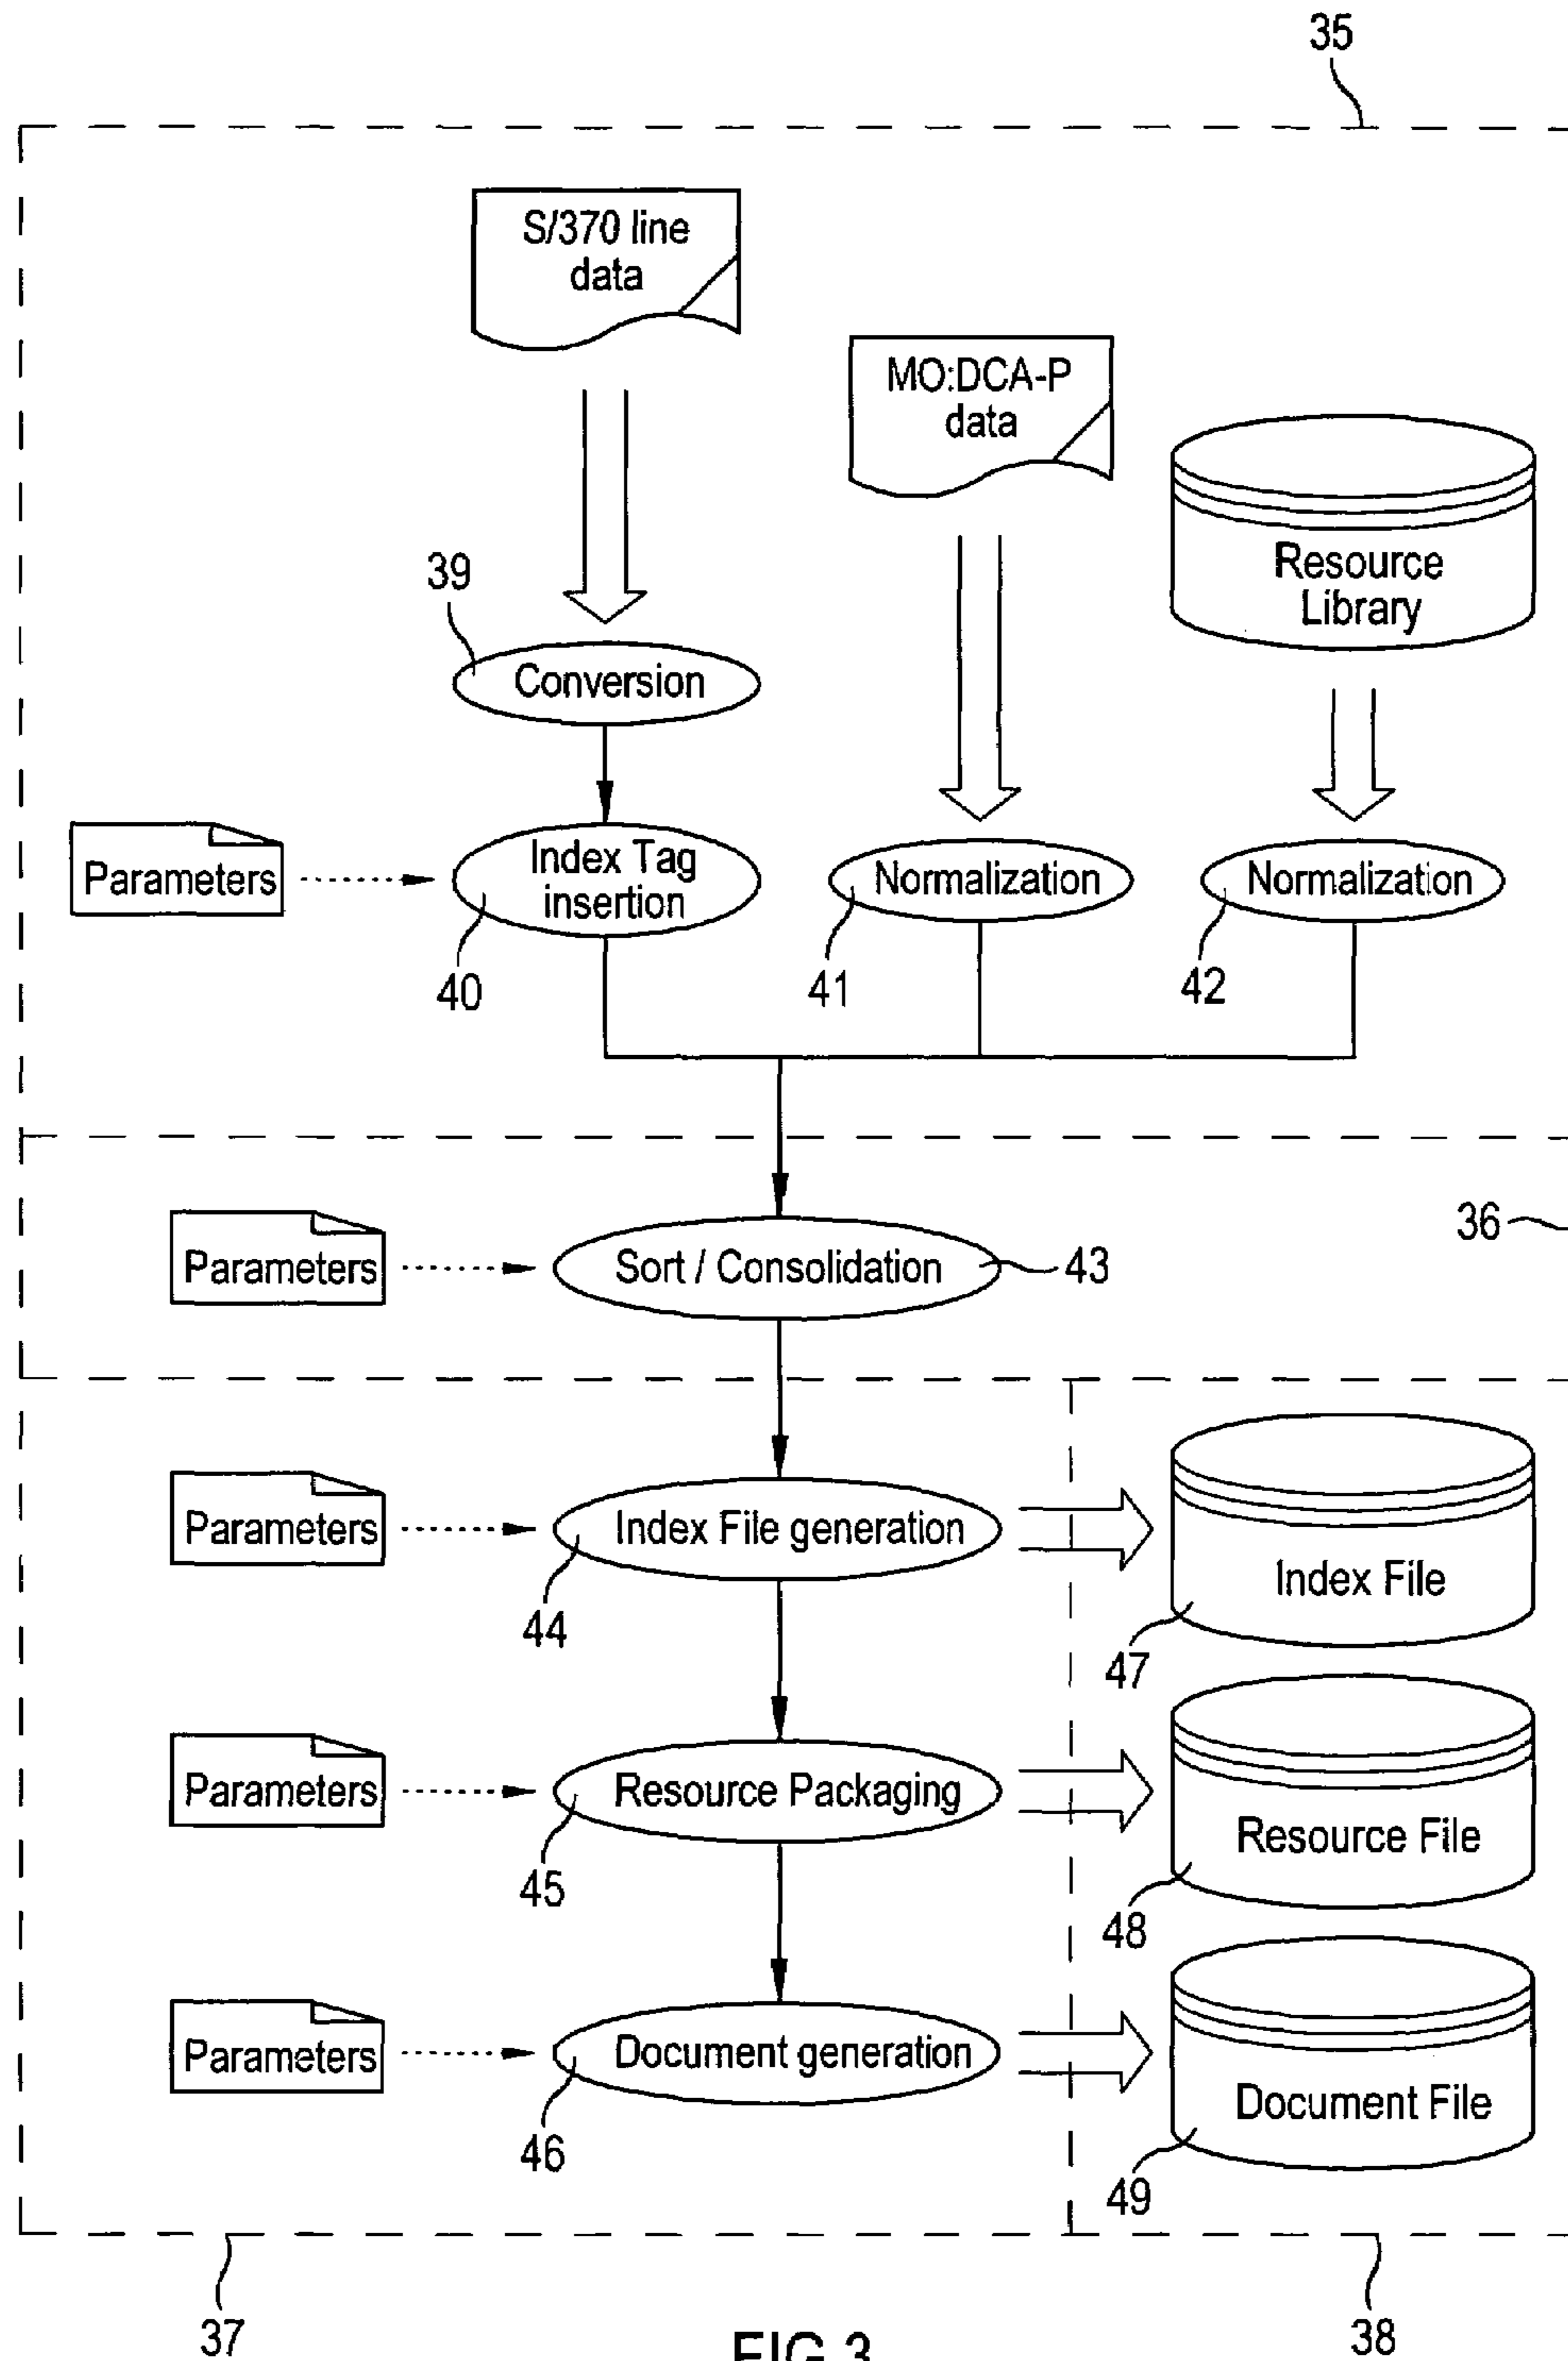 35
S/370 line
data
MO:DCA-P
data
Resource
Library
39
Conversion
Parameters
Index Tag
insertion
Normalization
Normalization
40
41
42
36
Parameters
Sort / Consolidation
43
Parameters
Index File generation
Index File
44
47
Parameters
Resource Packaging
Resource File
45
48
Parameters
Document generation
Document File
46
49
37
38
FIG.3